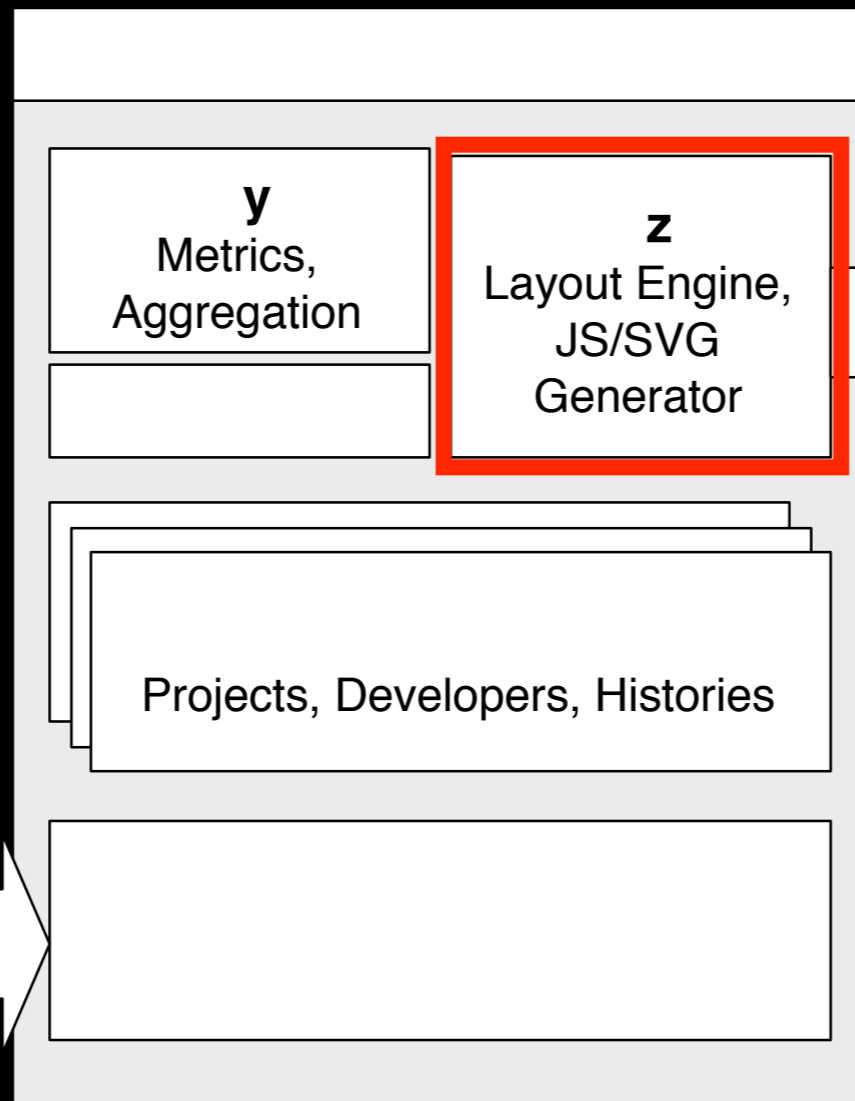 y
Metrics,
Aggregation
z
Layout Engine,
JS/SVG
Generator
Projects, Developers, Histories